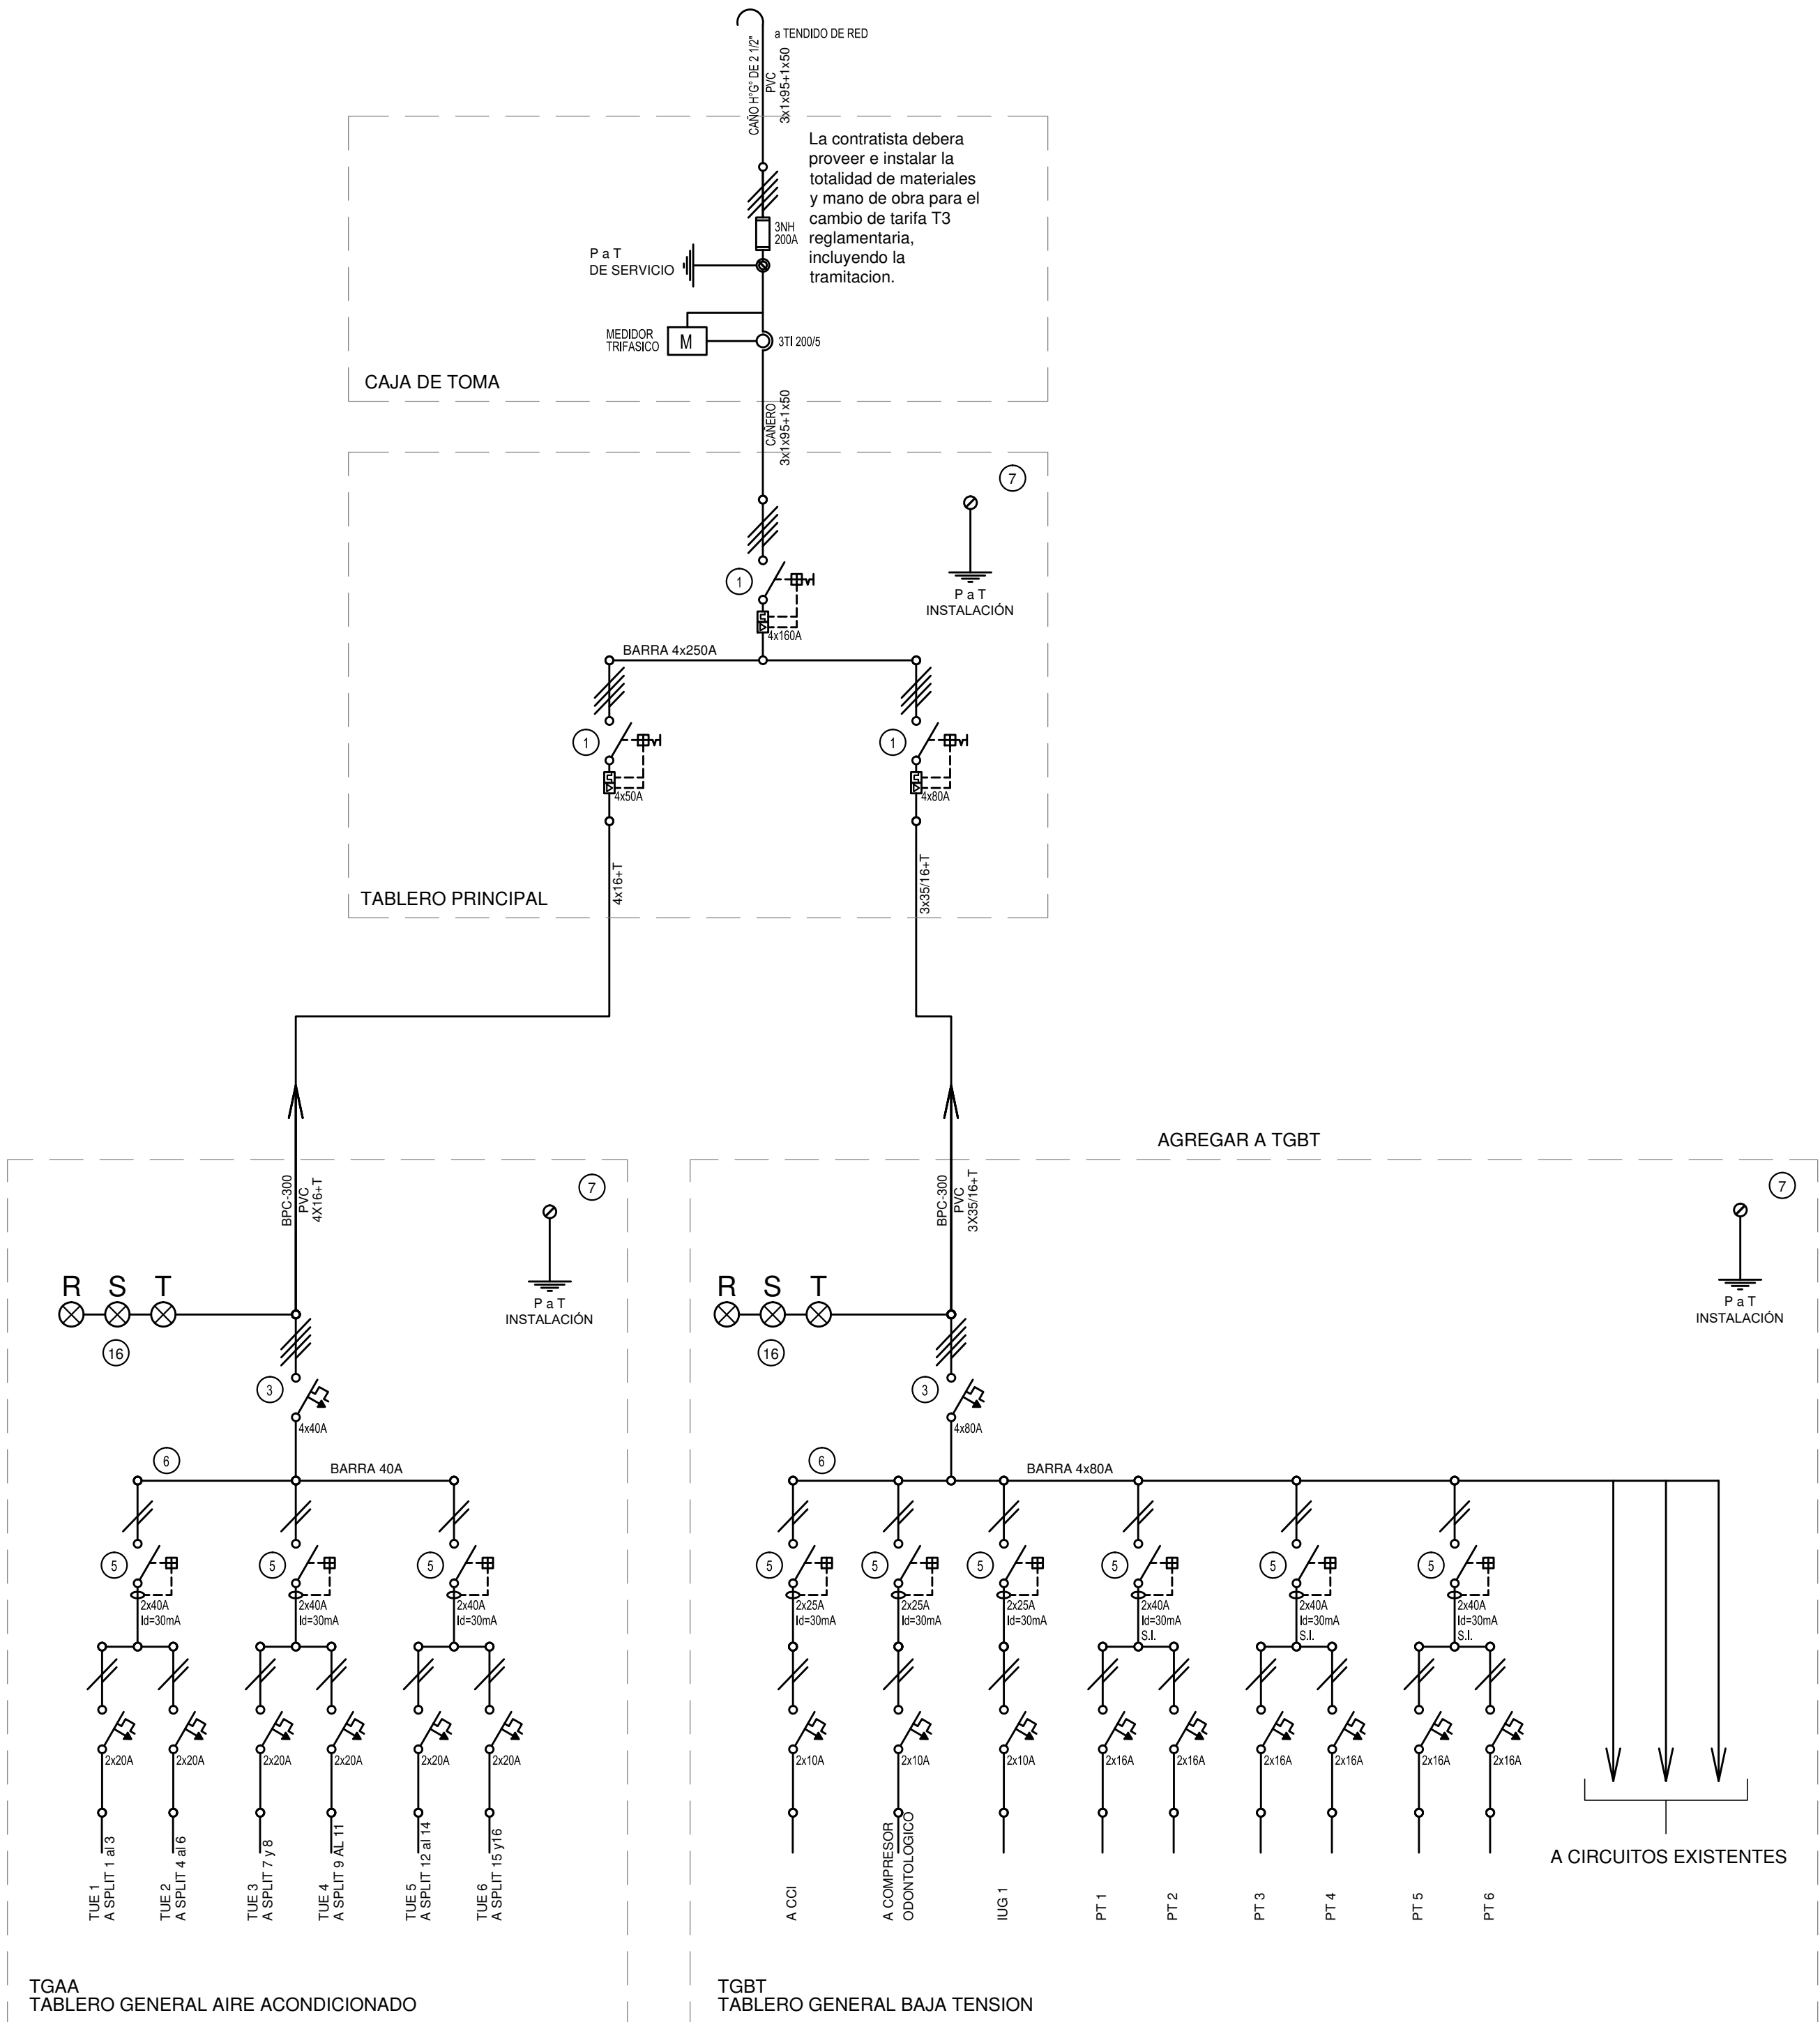 a TENDIDO DE RED
CAÑO HºGº DE 2 1/2"
PVC
3x1x95+1x50
La contratista debera
proveer e instalar la
totalidad de materiales
y mano de obra para el
cambio de tarifa T3
reglamentaria,
incluyendo la
tramitacion.
3NH
200A
P a T
DE SERVICIO
MEDIDOR
TRIFASICO
M
3TI 200/5
CAJA DE TOMA
CAÑERO
3x1x95+1x50
7
P a T
INSTALACIÓN
1
4x160A
BARRA 4x250A
1
4x50A
1
4x80A
4x16+T
3x35/16+T
TABLERO PRINCIPAL
AGREGAR A TGBT
BPC-300
PVC
4X16+T
7
P a T
INSTALACIÓN
R S T
16
3
4x40A
6
BARRA 40A
5
2x40A
Id=30mA
5
2x40A
Id=30mA
5
2x40A
Id=30mA
2x20A
2x20A
2x20A
2x20A
2x20A
2x20A
TUE 1
A SPLIT 1 al 3
TUE 2
A SPLIT 4 al 6
TUE 3
A SPLIT 7 y 8
TUE 4
A SPLIT 9 AL 11
TUE 5
A SPLIT 12 al 14
TUE 6
A SPLIT 15 y16
TGAA
TABLERO GENERAL AIRE ACONDICIONADO
BPC-300
PVC
3X35/16+T
7
P a T
INSTALACIÓN
R S T
16
3
4x80A
6
BARRA 4x80A
5
2x25A
Id=30mA
5
2x25A
Id=30mA
5
2x25A
Id=30mA
5
2x40A
Id=30mA
S.I.
5
2x40A
Id=30mA
S.I.
5
2x40A
Id=30mA
S.I.
2x10A
2x10A
2x10A
2x16A
2x16A
2x16A
2x16A
2x16A
2x16A
A CCI
A COMPRESOR
ODONTOLOGICO
IUG 1
PT 1
PT 2
PT 3
PT 4
PT 5
PT 6
A CIRCUITOS EXISTENTES
TGBT
TABLERO GENERAL BAJA TENSION